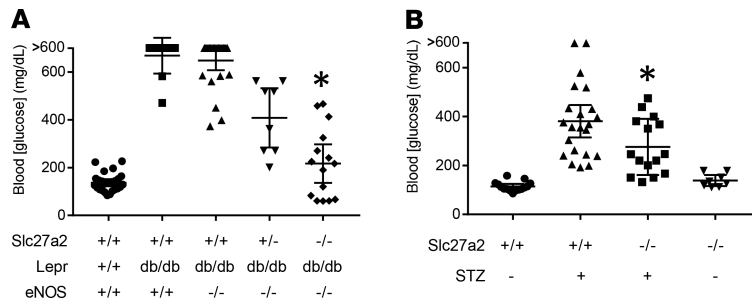 A
Blood [glucose] (mg/dL)
>600
600
400
200
0
*
Slc27a2 +/+ +/+ +/+ +/- -/-
Lepr +/+ db/db db/db db/db db/db
eNOS +/+ +/+ -/- -/- -/-
B
Blood [glucose] (mg/dL)
>600
600
400
200
0
*
Slc27a2 +/+ +/+ -/- -/-
STZ - + + -